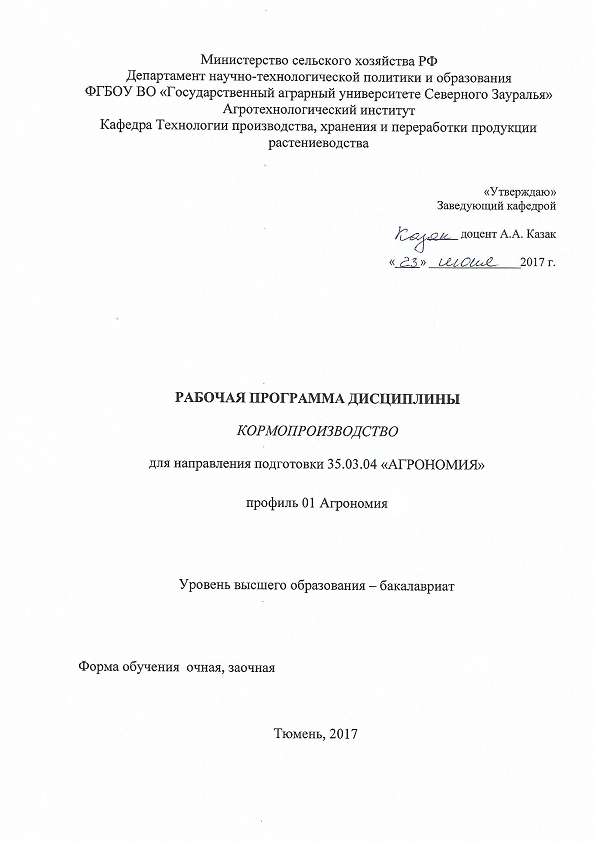 Министерство сельского хозяйства РФ
Департамент научно-технологической политики и образования
ФГБОУ ВО «Государственный аграрный университете Северного Зауралья»
Агротехнологический институт
Кафедра Технологии производства, хранения и переработки продукции
растениеводства
«Утверждаю»
Заведующий кафедрой
Казак доцент А.А. Казак
« 23 » июня 2017 г.
РАБОЧАЯ ПРОГРАММА ДИСЦИПЛИНЫ
КОРМОПРОИЗВОДСТВО
для направления подготовки 35.03.04 «АГРОНОМИЯ»
профиль 01 Агрономия
Уровень высшего образования – бакалавриат
Форма обучения очная, заочная
Тюмень, 2017